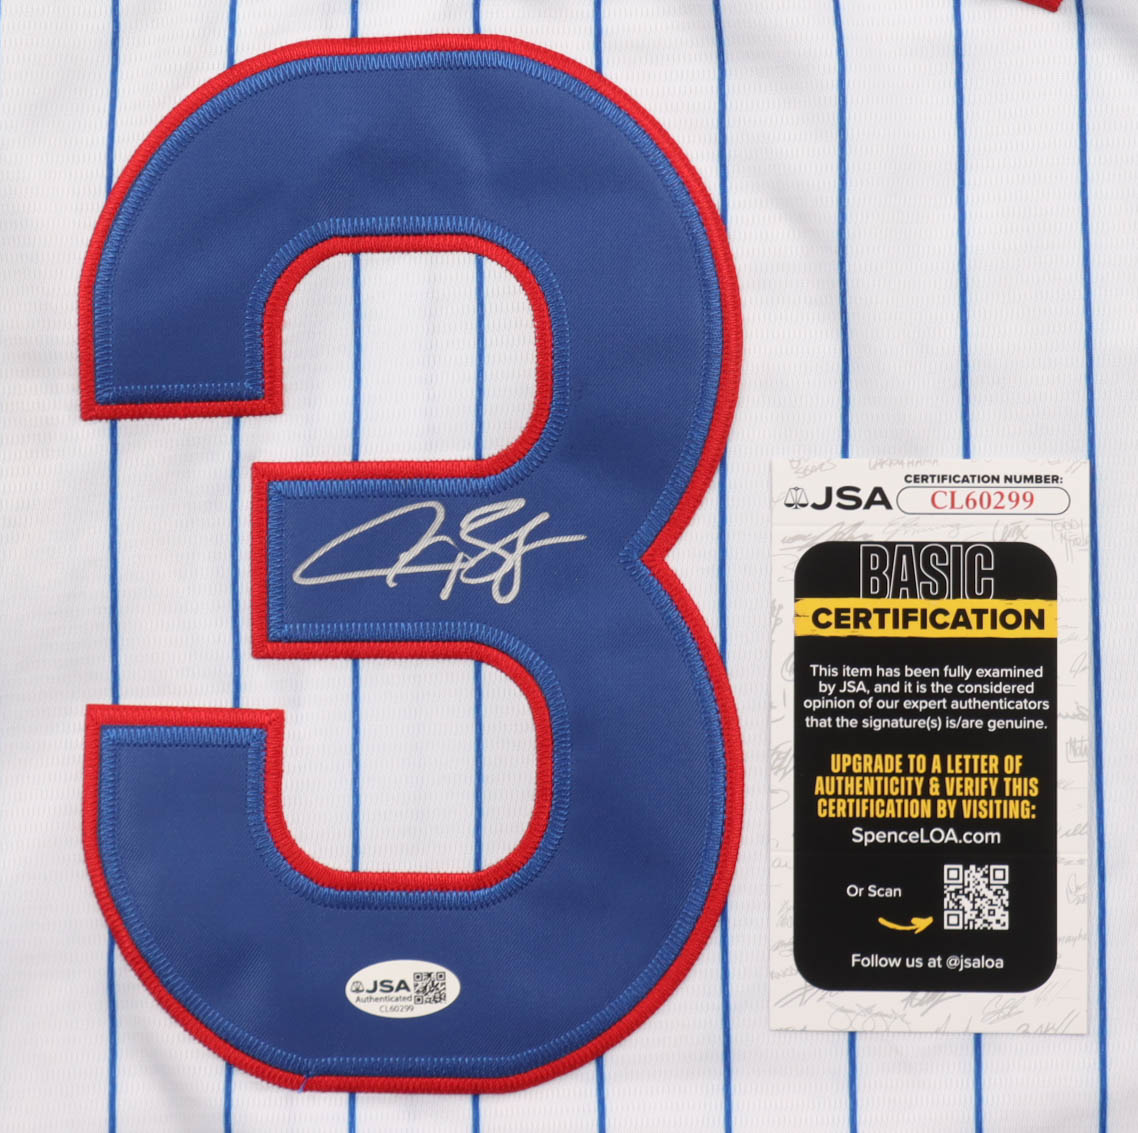 3
JSA
CERTIFICATION NUMBER:
CL60299
BASIC
CERTIFICATION
This item has been fully examined
by JSA, and it is the considered
opinion of our expert authenticators
that the signature(s) is/are genuine.
UPGRADE TO A LETTER OF
AUTHENTICITY & VERIFY THIS
CERTIFICATION BY VISITING:
SpenceLOA.com
Or Scan
Follow us at @jsaloa
JSA
Authenticated
CL60299